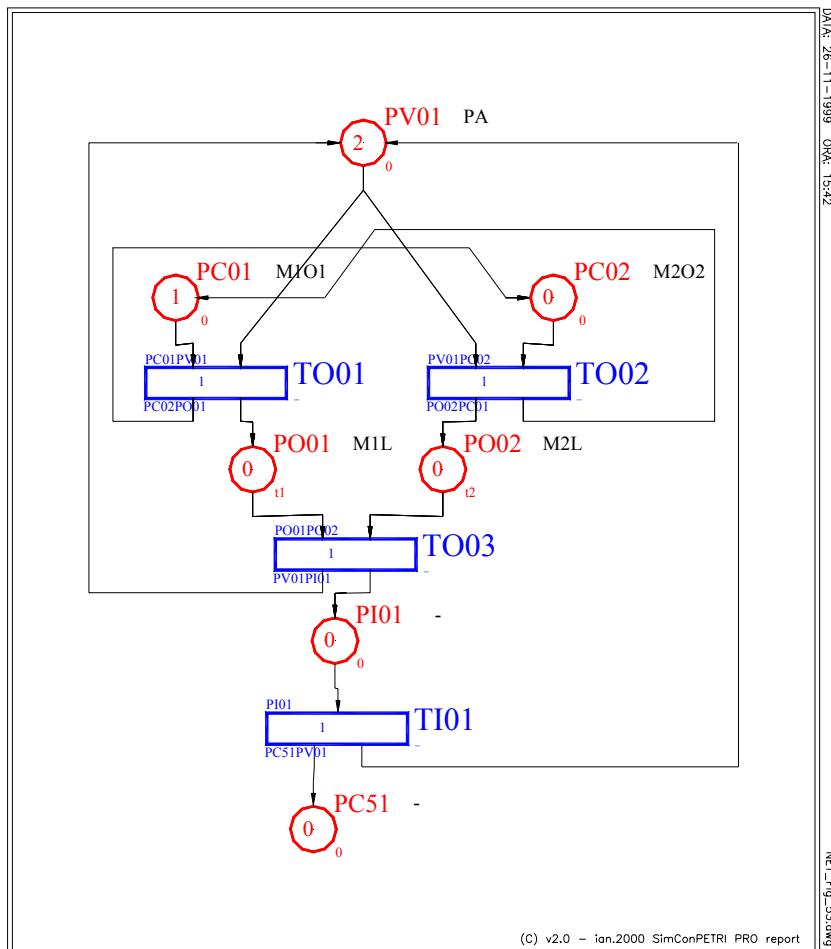 DATA: 26-11-1999 ORA: 15:42
PV01 PA
2
0
PC01 M1O1
1
0
PC02 M2O2
0
0
PC01PV01
1
TO01
PC02PO01
PV01PC02
1
TO02
PO02PC01
PO01 M1L
0
t1
PO02 M2L
0
t2
PO01PO02
1
TO03
PV01PI01
PI01 -
0
0
PI01
1
TI01
PC51PV01
PC51 -
0
0
(C) v2.0 - ian.2000 SimConPETRI PRO report